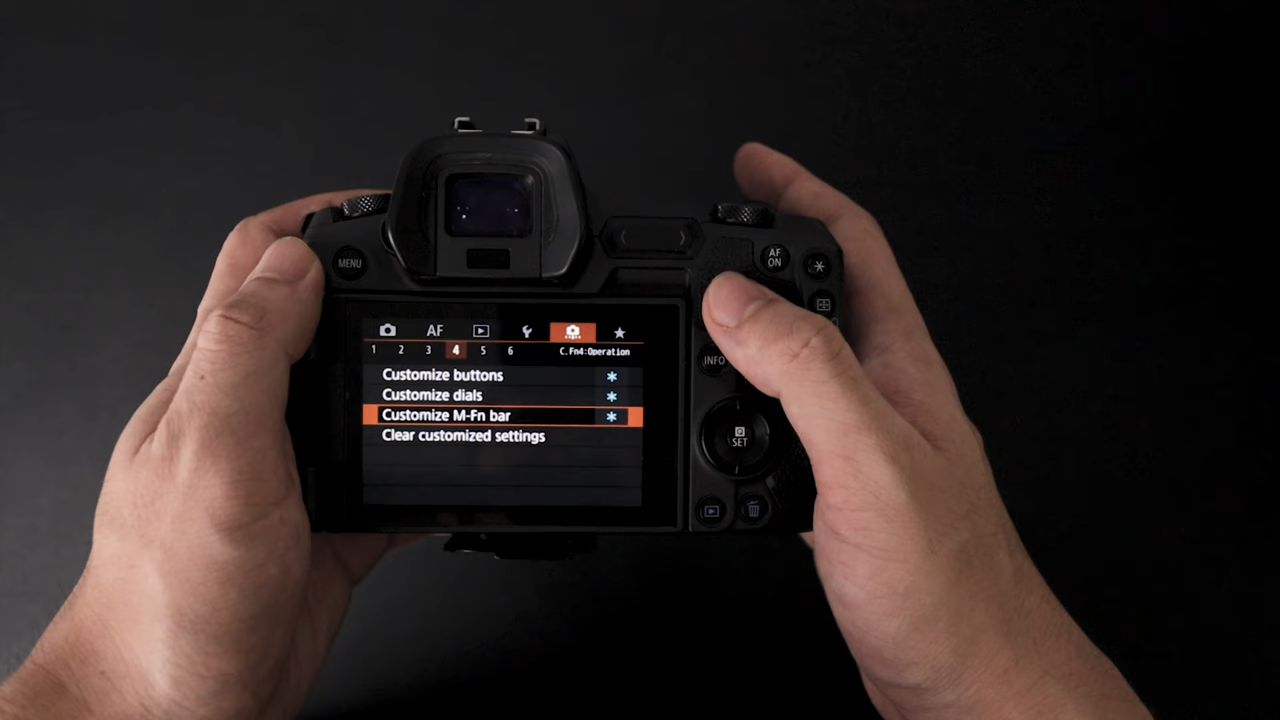 MENU
AF
ON
AF
1 2 3 4 5 6 C.Fn4:Operation
Customize buttons
Customize dials
Customize M-Fn bar
Clear customized settings
INFO
Q
SET